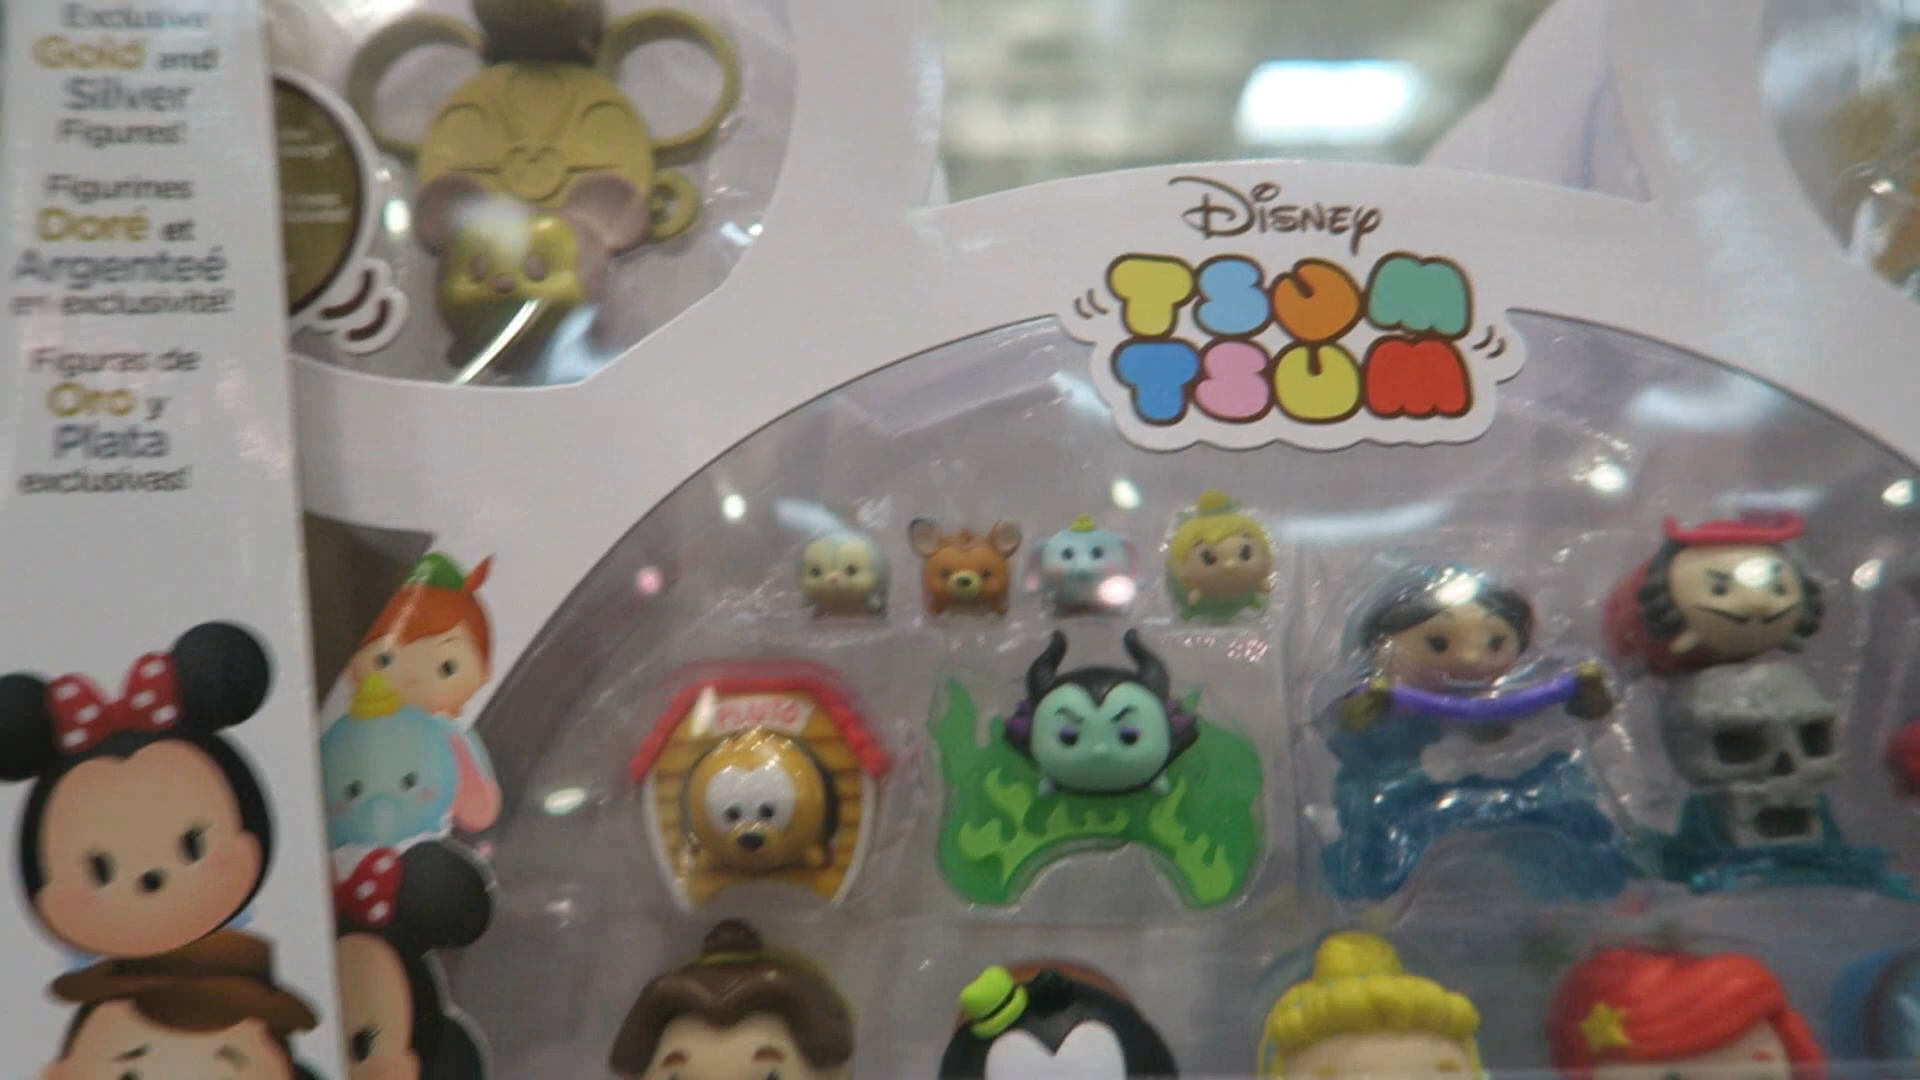 Exclusive
Gold and
Silver
Figures!
Figurines
Doré et
Argenteé
en exclusivité!
Figuras de
Oro y
Plata
exclusivas!
Disney
TSUM
TSUM
PLUTO